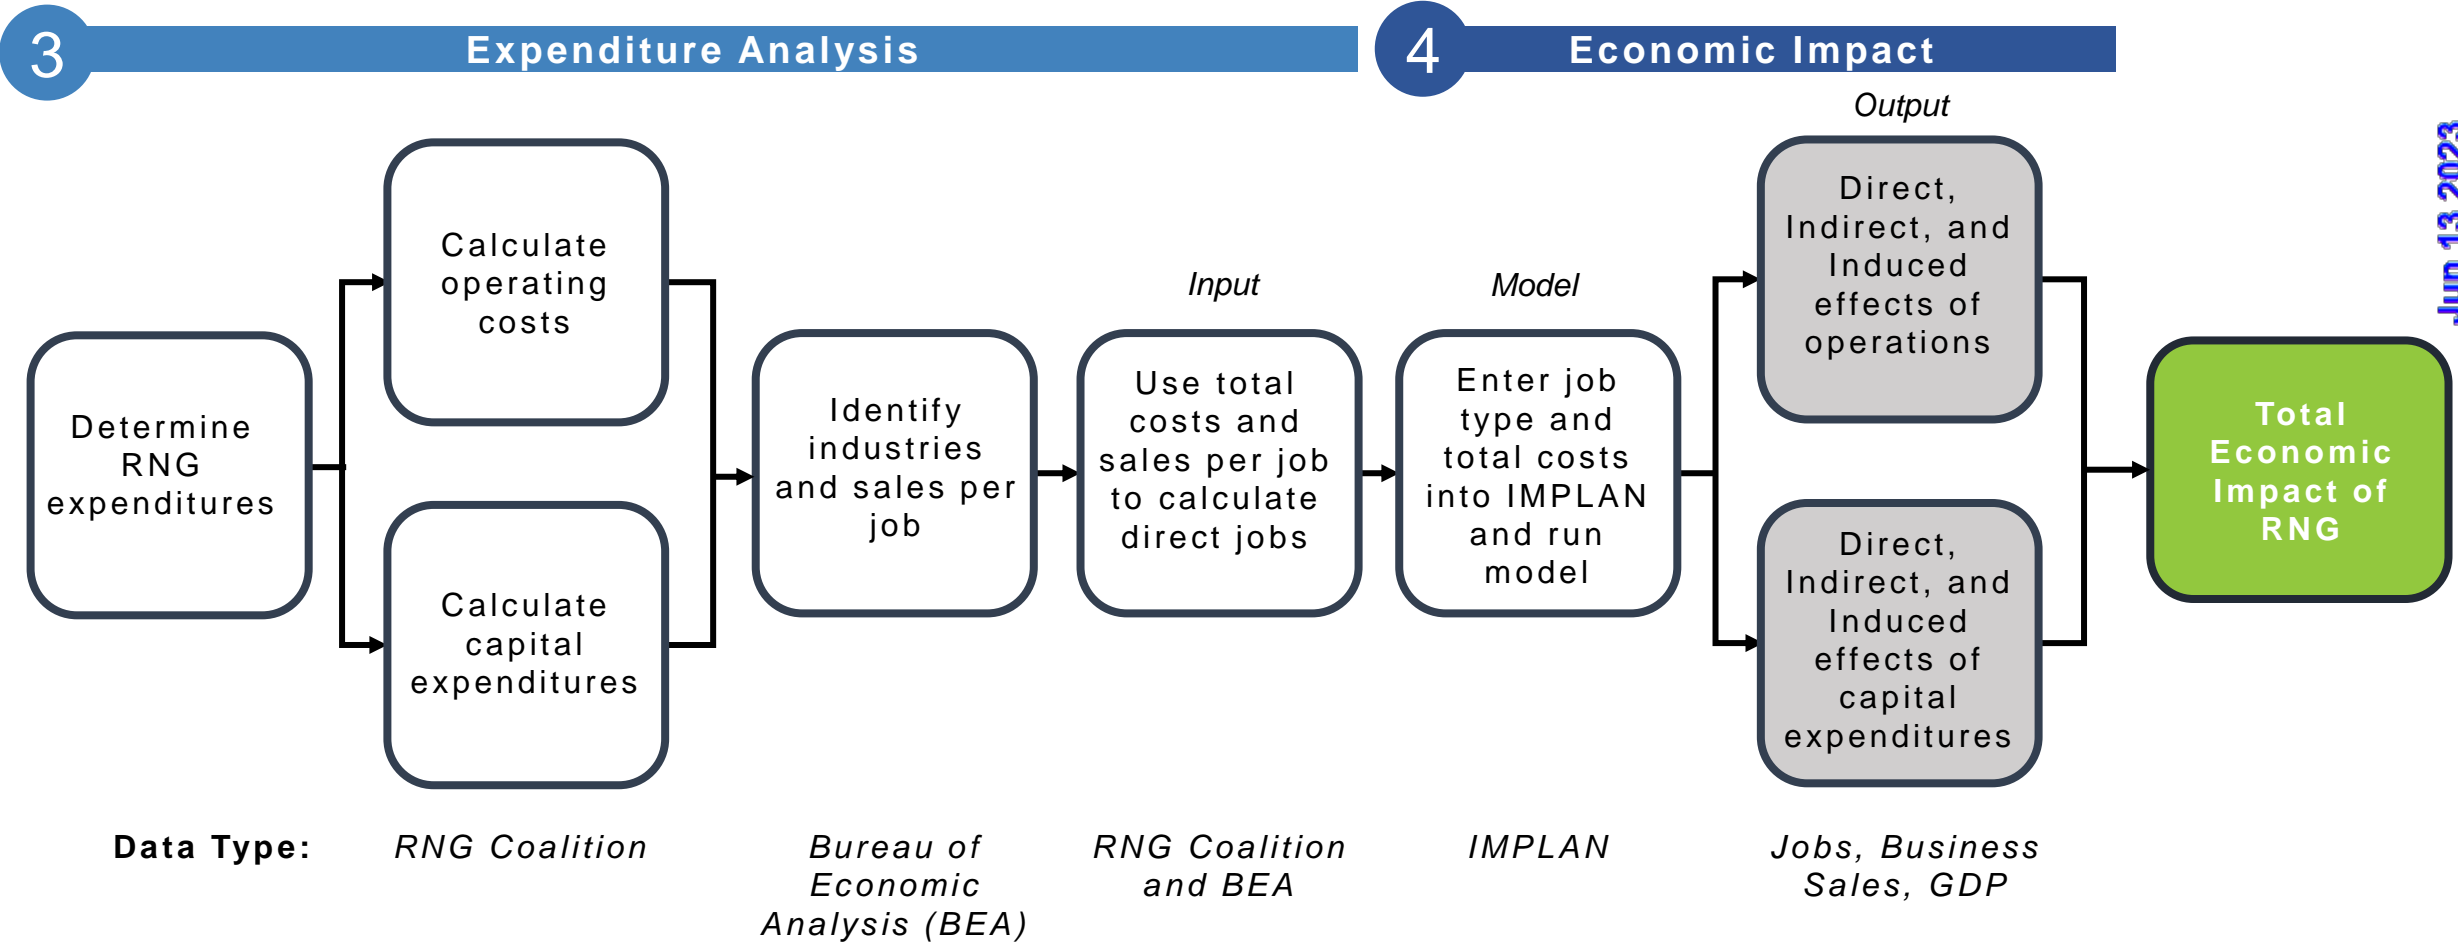 3
Expenditure Analysis
4
Economic Impact
Determine
RNG
expenditures
Calculate
operating
costs
Calculate
capital
expenditures
Identify
industries
and sales per
job
Input
Use total
costs and
sales per job
to calculate
direct jobs
Model
Enter job
type and
total costs
into IMPLAN
and run
model
Output
Direct,
Indirect, and
Induced
effects of
operations
Direct,
Indirect, and
Induced
effects of
capital
expenditures
Total
Economic
Impact of
RNG
Jun 13 2023
Data Type:
RNG Coalition
Bureau of
Economic
Analysis (BEA)
RNG Coalition
and BEA
IMPLAN
Jobs, Business
Sales, GDP